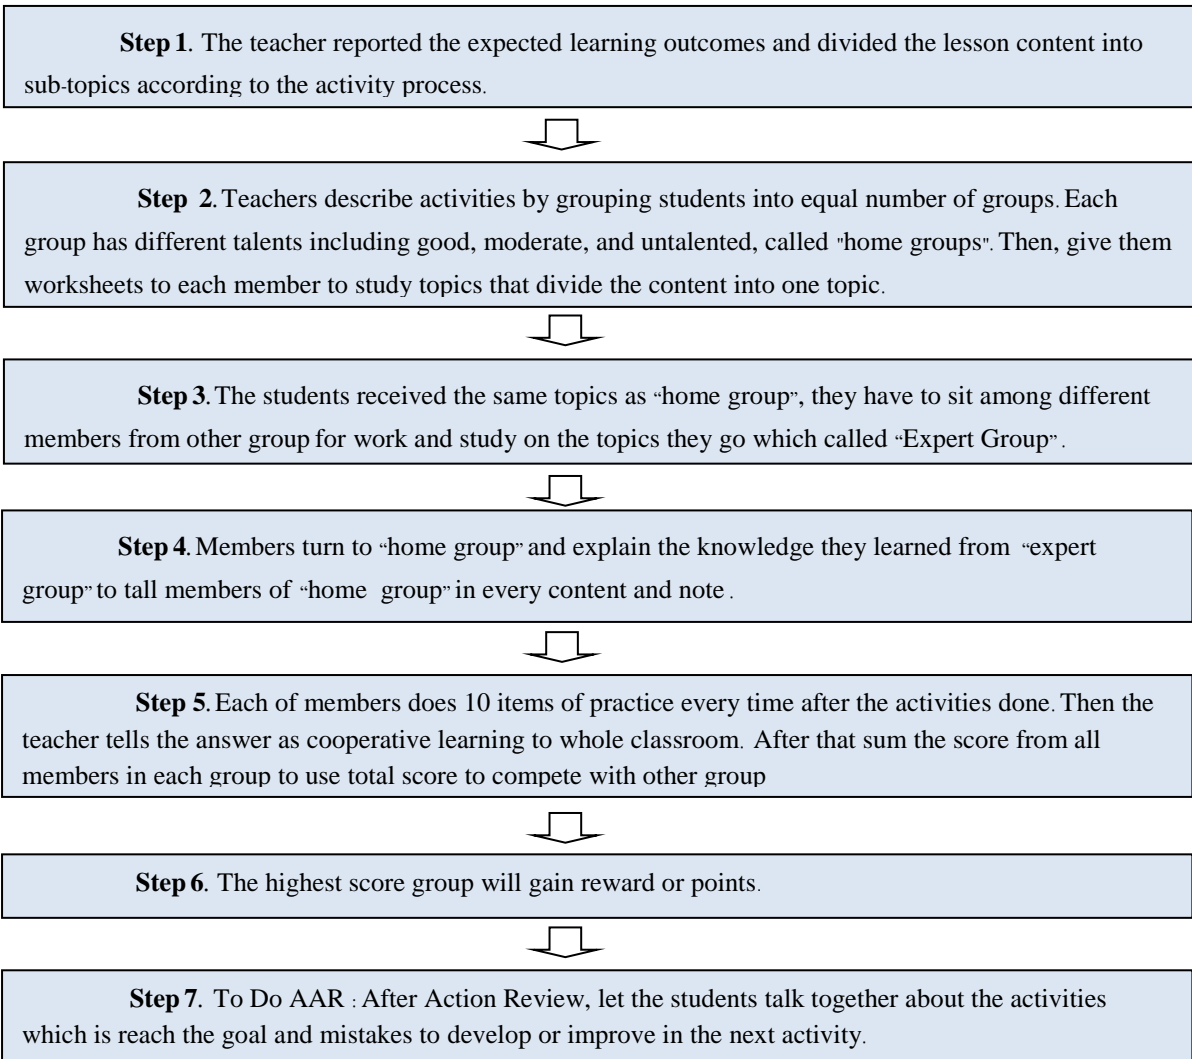 Step 1. The teacher reported the expected learning outcomes and divided the lesson content into
sub-topics according to the activity process.
Step 2. Teachers describe activities by grouping students into equal number of groups. Each
group has different talents including good, moderate, and untalented, called "home groups". Then, give them
worksheets to each member to study topics that divide the content into one topic.
Step 3. The students received the same topics as “home group”, they have to sit among different
members from other group for work and study on the topics they go which called “Expert Group”.
Step 4. Members turn to “home group” and explain the knowledge they learned from “expert
group” to tall members of “home group” in every content and note.
Step 5. Each of members does 10 items of practice every time after the activities done. Then the
teacher tells the answer as cooperative learning to whole classroom. After that sum the score from all
members in each group to use total score to compete with other group
Step 6. The highest score group will gain reward or points.
Step 7. To Do AAR : After Action Review, let the students talk together about the activities
which is reach the goal and mistakes to develop or improve in the next activity.